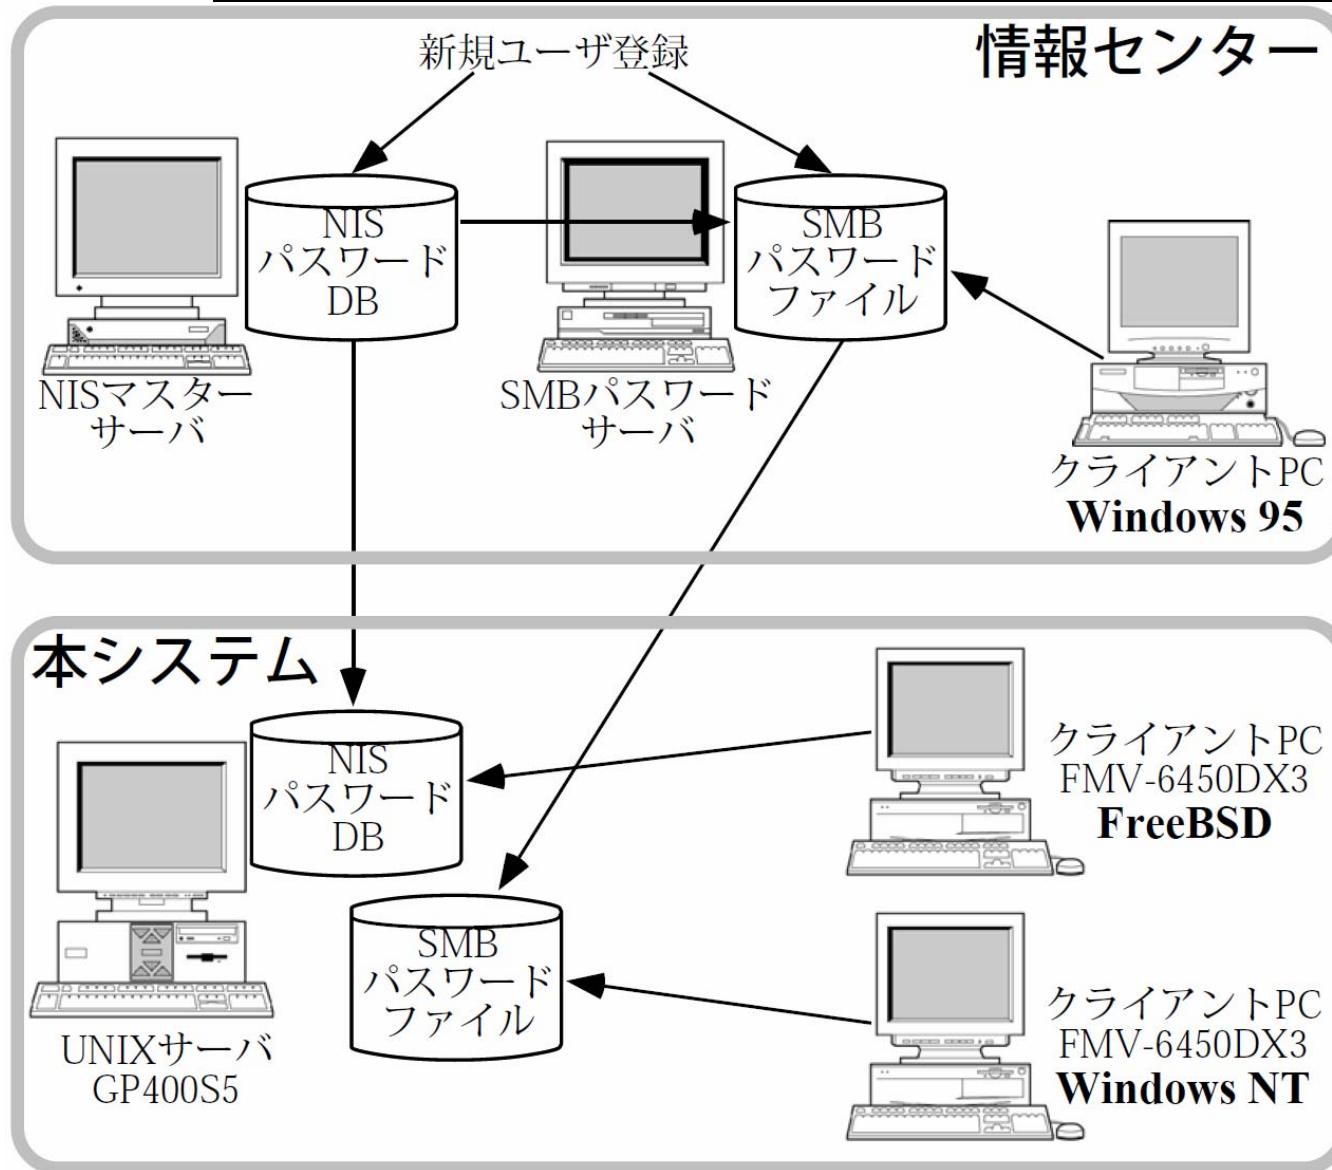 新規ユーザ登録
情報センター
NIS
パスワード
DB
SMB
パスワード
ファイル
NISマスター
サーバ
SMBパスワード
サーバ
クライアントPC
Windows 95
本システム
NIS
パスワード
DB
クライアントPC
FMV-6450DX3
FreeBSD
SMB
パスワード
ファイル
UNIXサーバ
GP400S5
クライアントPC
FMV-6450DX3
Windows NT